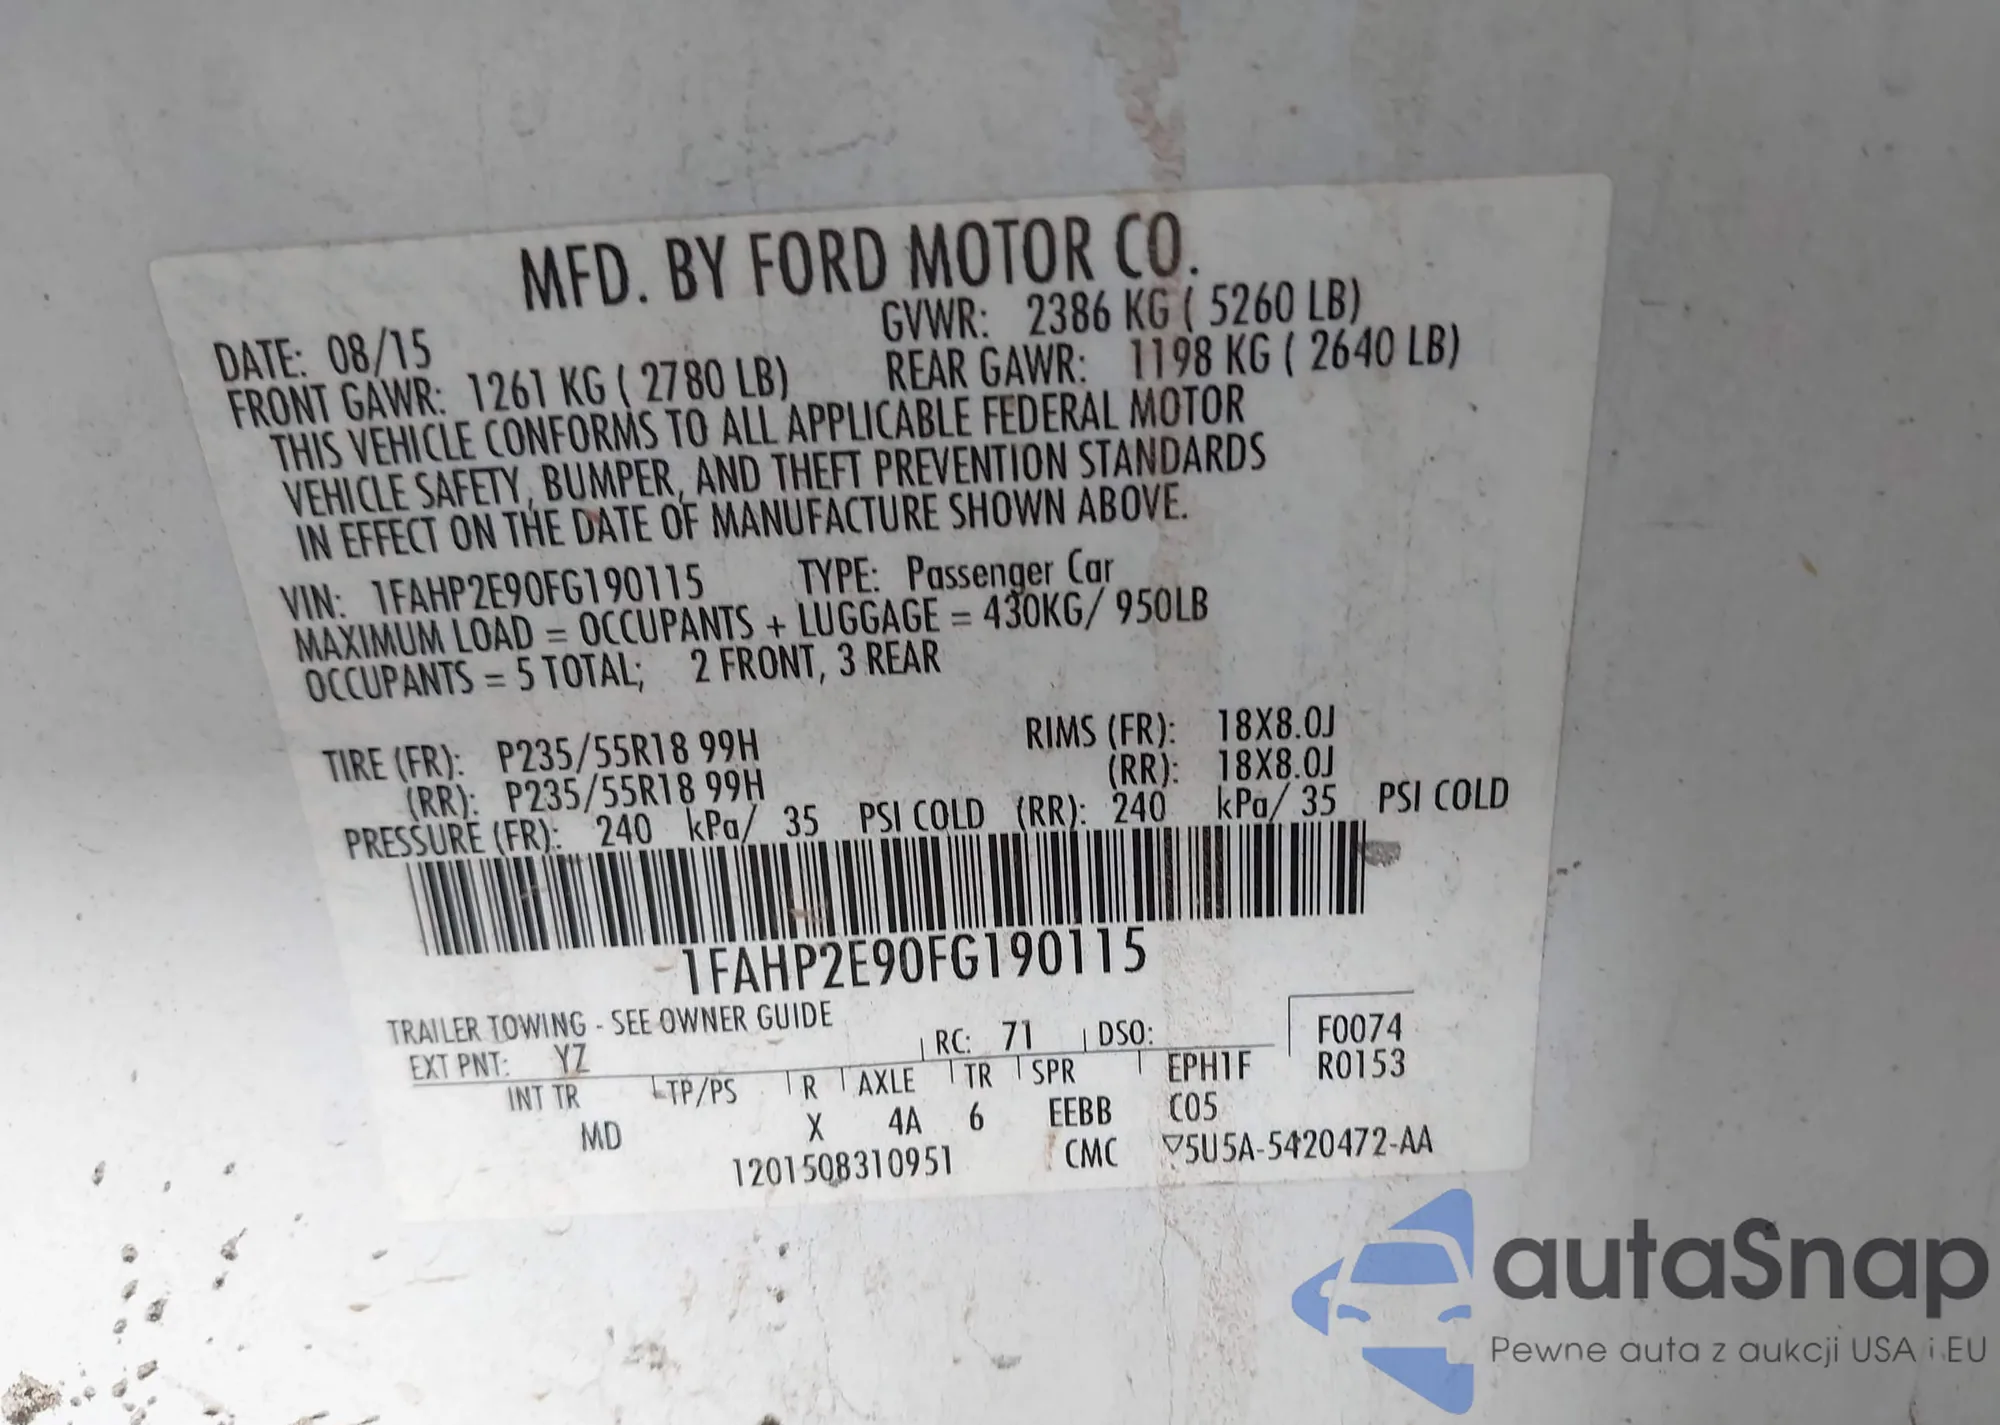 MFD. BY FORD MOTOR CO.
DATE: 08/15 GVWR: 2386 KG ( 5260 LB)
FRONT GAWR: 1261 KG ( 2780 LB) REAR GAWR: 1198 KG ( 2640 LB)
THIS VEHICLE CONFORMS TO ALL APPLICABLE FEDERAL MOTOR
VEHICLE SAFETY, BUMPER, AND THEFT PREVENTION STANDARDS
IN EFFECT ON THE DATE OF MANUFACTURE SHOWN ABOVE.
VIN: 1FAHP2E90FG190115 TYPE: Passenger Car
MAXIMUM LOAD = OCCUPANTS + LUGGAGE = 430KG/ 950LB
OCCUPANTS = 5 TOTAL; 2 FRONT, 3 REAR
TIRE (FR): P235/55R18 99H RIMS (FR): 18X8.0J
(RR): P235/55R18 99H (RR): 18X8.0J
PRESSURE (FR): 240 kPa/ 35 PSI COLD (RR): 240 kPa/ 35 PSI COLD
1FAHP2E90FG190115
TRAILER TOWING - SEE OWNER GUIDE
EXT PNT: YZ RC: 71 DSO: F0074
INT TR TP/PS R AXLE TR SPR EPH1F R0153
MD X 4A 6 EEBB C05
1201508310951 CMC ▽5U5A-5420472-AA
autaSnap
Pewne auta z aukcji USA i EU